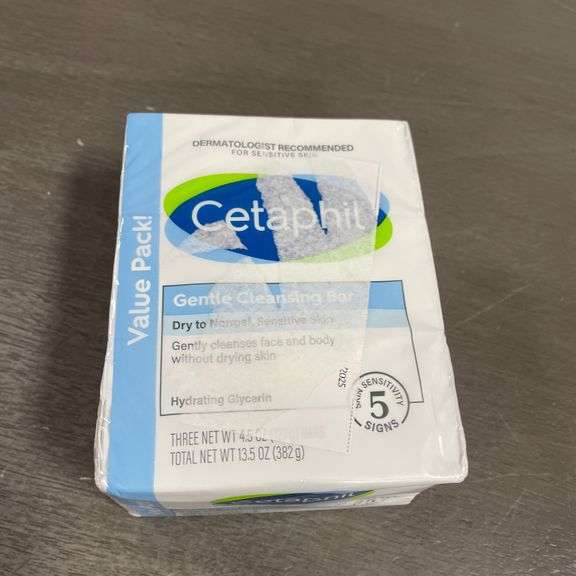 DERMATOLOGIST RECOMMENDED
FOR SENSITIVE SKIN
Cetaphil
Value Pack!
Gentle Cleansing Bar
Dry to Normal, Sensitive Skin
Gently cleanses face and body
without drying skin
Hydrating Glycerin
2025
SKIN SENSITIVITY
5
SIGNS
THREE NET WT 4.5 OZ
TOTAL NET WT 13.5 OZ (382 g)
Cetaphil